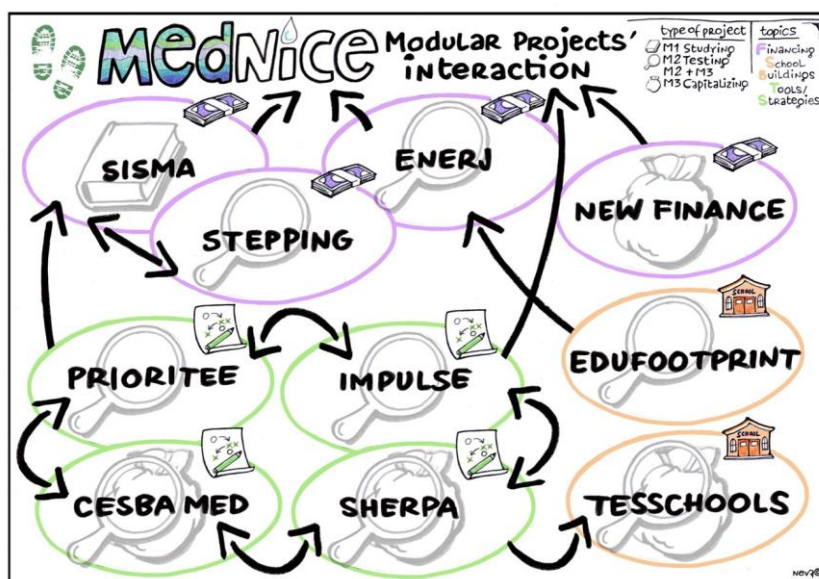 MEDNICE Modular Projects'
interaction
type of project
M1 Studying
M2 Testing
M2 + M3
M3 Capitalizing
topics
Financing
School
Buildings
Tools/
Strategies
SISMA
ENERJ
STEPPING
NEW FINANCE
SCHOOL
PRIORITEE
IMPULSE
EDUFOOTPRINT
SCHOOL
CESBA MED
SHERPA
TESSCHOOLS